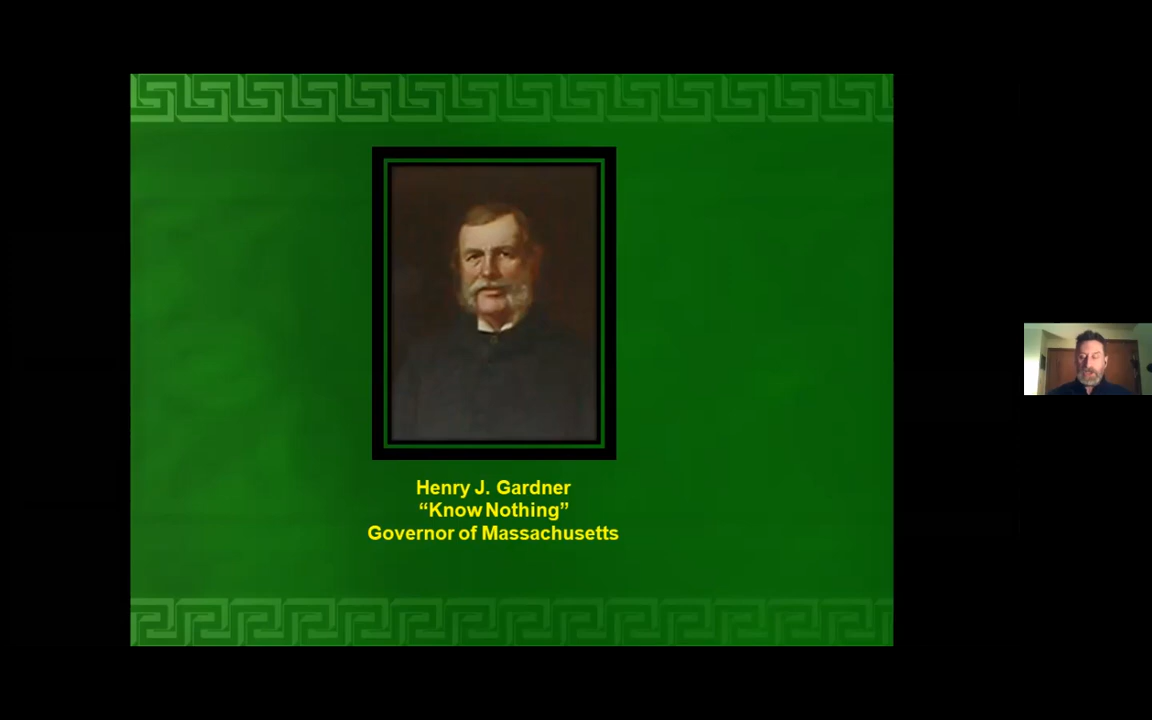 Henry J. Gardner
“Know Nothing”
Governor of Massachusetts